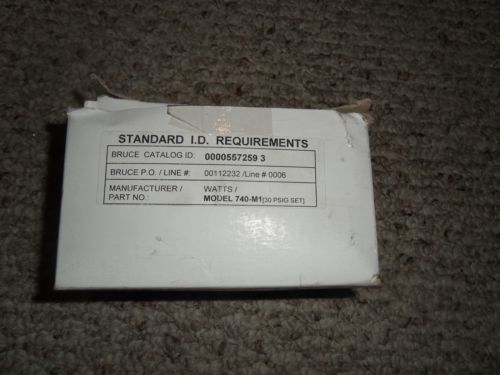 STANDARD I.D. REQUIREMENTS
BRUCE CATALOG ID: 0000557259 3
BRUCE P.O. / LINE #: 00112232 /Line # 0006
MANUFACTURER / WATTS /
PART NO.: MODEL 740-M1[30 PSIG SET]